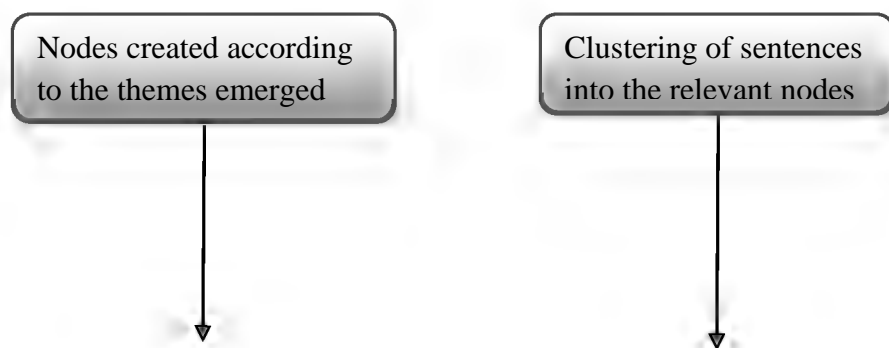 Nodes created according
to the themes emerged
Clustering of sentences
into the relevant nodes